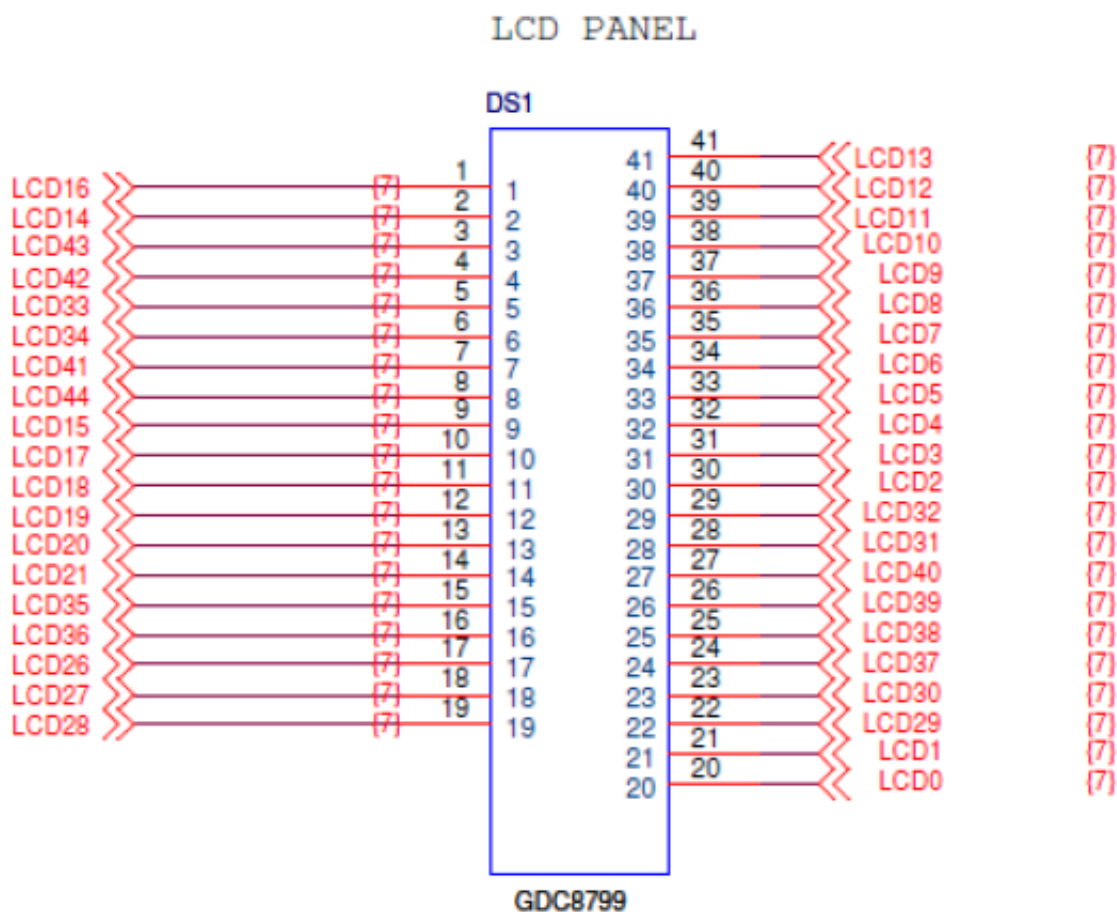 LCD PANEL
DS1
41 41 LCD13 {7}
LCD16 {7} 1 1 40 40 LCD12 {7}
LCD14 {7} 2 2 39 39 LCD11 {7}
LCD43 {7} 3 3 38 38 LCD10 {7}
LCD42 {7} 4 4 37 37 LCD9 {7}
LCD33 {7} 5 5 36 36 LCD8 {7}
LCD34 {7} 6 6 35 35 LCD7 {7}
LCD41 {7} 7 7 34 34 LCD6 {7}
LCD44 {7} 8 8 33 33 LCD5 {7}
LCD15 {7} 9 9 32 32 LCD4 {7}
LCD17 {7} 10 10 31 31 LCD3 {7}
LCD18 {7} 11 11 30 30 LCD2 {7}
LCD19 {7} 12 12 29 29 LCD32 {7}
LCD20 {7} 13 13 28 28 LCD31 {7}
LCD21 {7} 14 14 27 27 LCD40 {7}
LCD35 {7} 15 15 26 26 LCD39 {7}
LCD36 {7} 16 16 25 25 LCD38 {7}
LCD26 {7} 17 17 24 24 LCD37 {7}
LCD27 {7} 18 18 23 23 LCD30 {7}
LCD28 {7} 19 19 22 22 LCD29 {7}
21 21 LCD1 {7}
20 20 LCD0 {7}
GDC8799